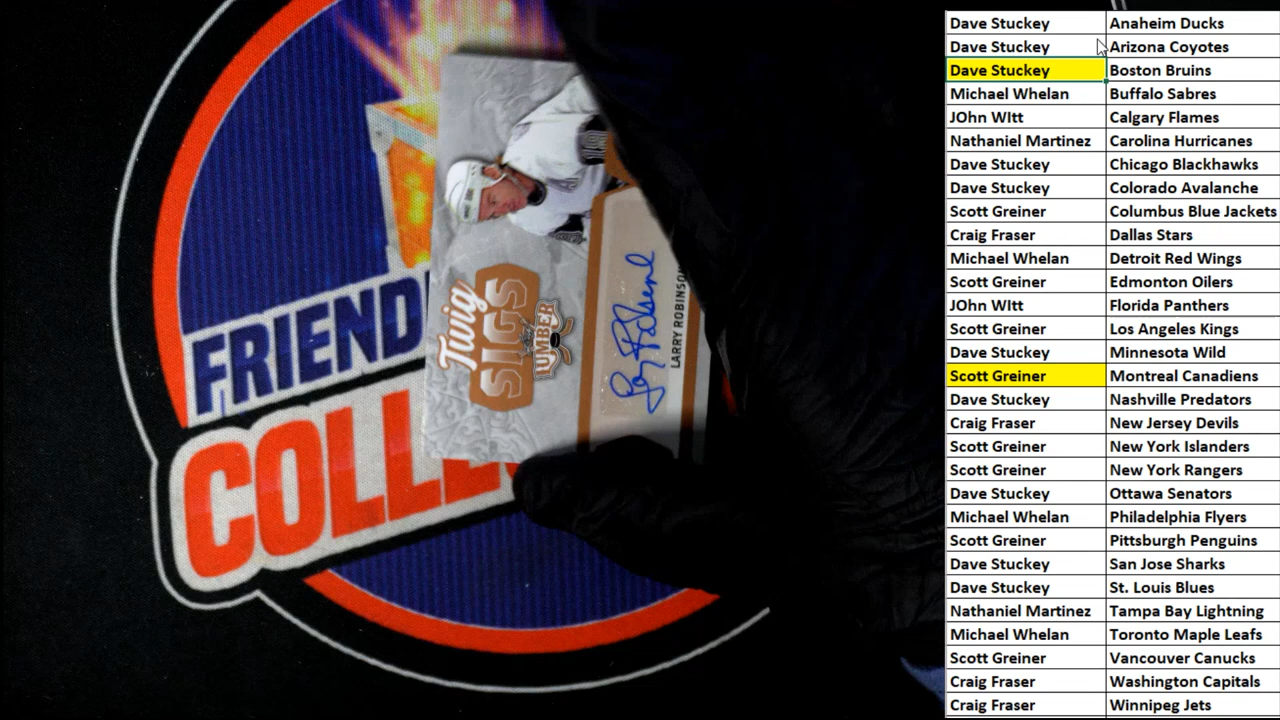 FRIEND
COLLE
Twig
SIGS
LUMBER
Larry Robinson
LARRY ROBINSON
Dave Stuckey Anaheim Ducks
Dave Stuckey Arizona Coyotes
Dave Stuckey Boston Bruins
Michael Whelan Buffalo Sabres
JOhn WItt Calgary Flames
Nathaniel Martinez Carolina Hurricanes
Dave Stuckey Chicago Blackhawks
Dave Stuckey Colorado Avalanche
Scott Greiner Columbus Blue Jackets
Craig Fraser Dallas Stars
Michael Whelan Detroit Red Wings
Scott Greiner Edmonton Oilers
JOhn WItt Florida Panthers
Scott Greiner Los Angeles Kings
Dave Stuckey Minnesota Wild
Scott Greiner Montreal Canadiens
Dave Stuckey Nashville Predators
Craig Fraser New Jersey Devils
Scott Greiner New York Islanders
Scott Greiner New York Rangers
Dave Stuckey Ottawa Senators
Michael Whelan Philadelphia Flyers
Scott Greiner Pittsburgh Penguins
Dave Stuckey San Jose Sharks
Dave Stuckey St. Louis Blues
Nathaniel Martinez Tampa Bay Lightning
Michael Whelan Toronto Maple Leafs
Scott Greiner Vancouver Canucks
Craig Fraser Washington Capitals
Craig Fraser Winnipeg Jets